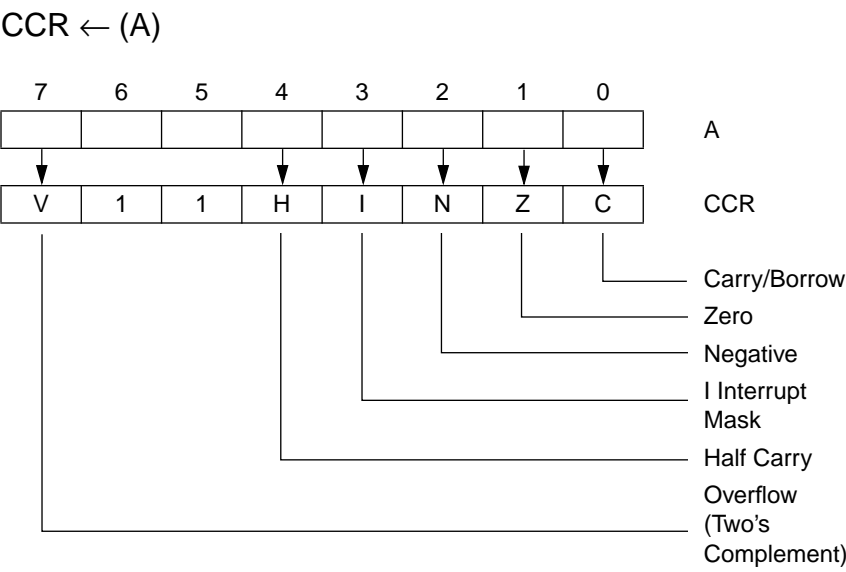 CCR ← (A)
7 6 5 4 3 2 1 0
A
V 1 1 H I N Z C
CCR
Carry/Borrow
Zero
Negative
I Interrupt
Mask
Half Carry
Overflow
(Two's
Complement)